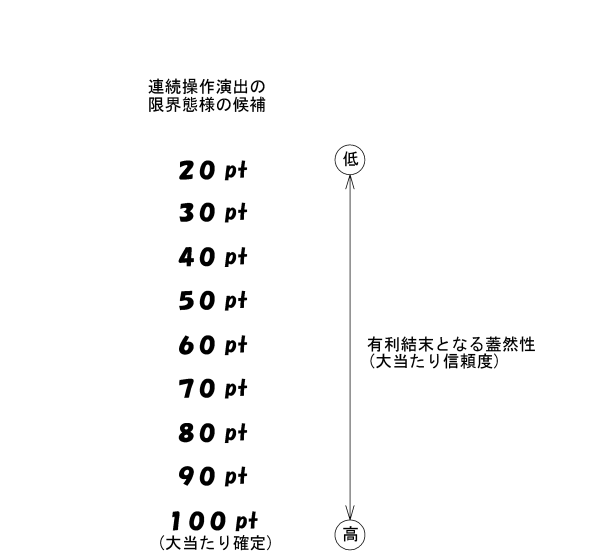 連続操作演出の
限界態様の候補
低
20 pt
30 pt
40 pt
50 pt
60 pt
有利結末となる蓋然性
(大当たり信頼度)
70 pt
80 pt
90 pt
100 pt
(大当たり確定)
高